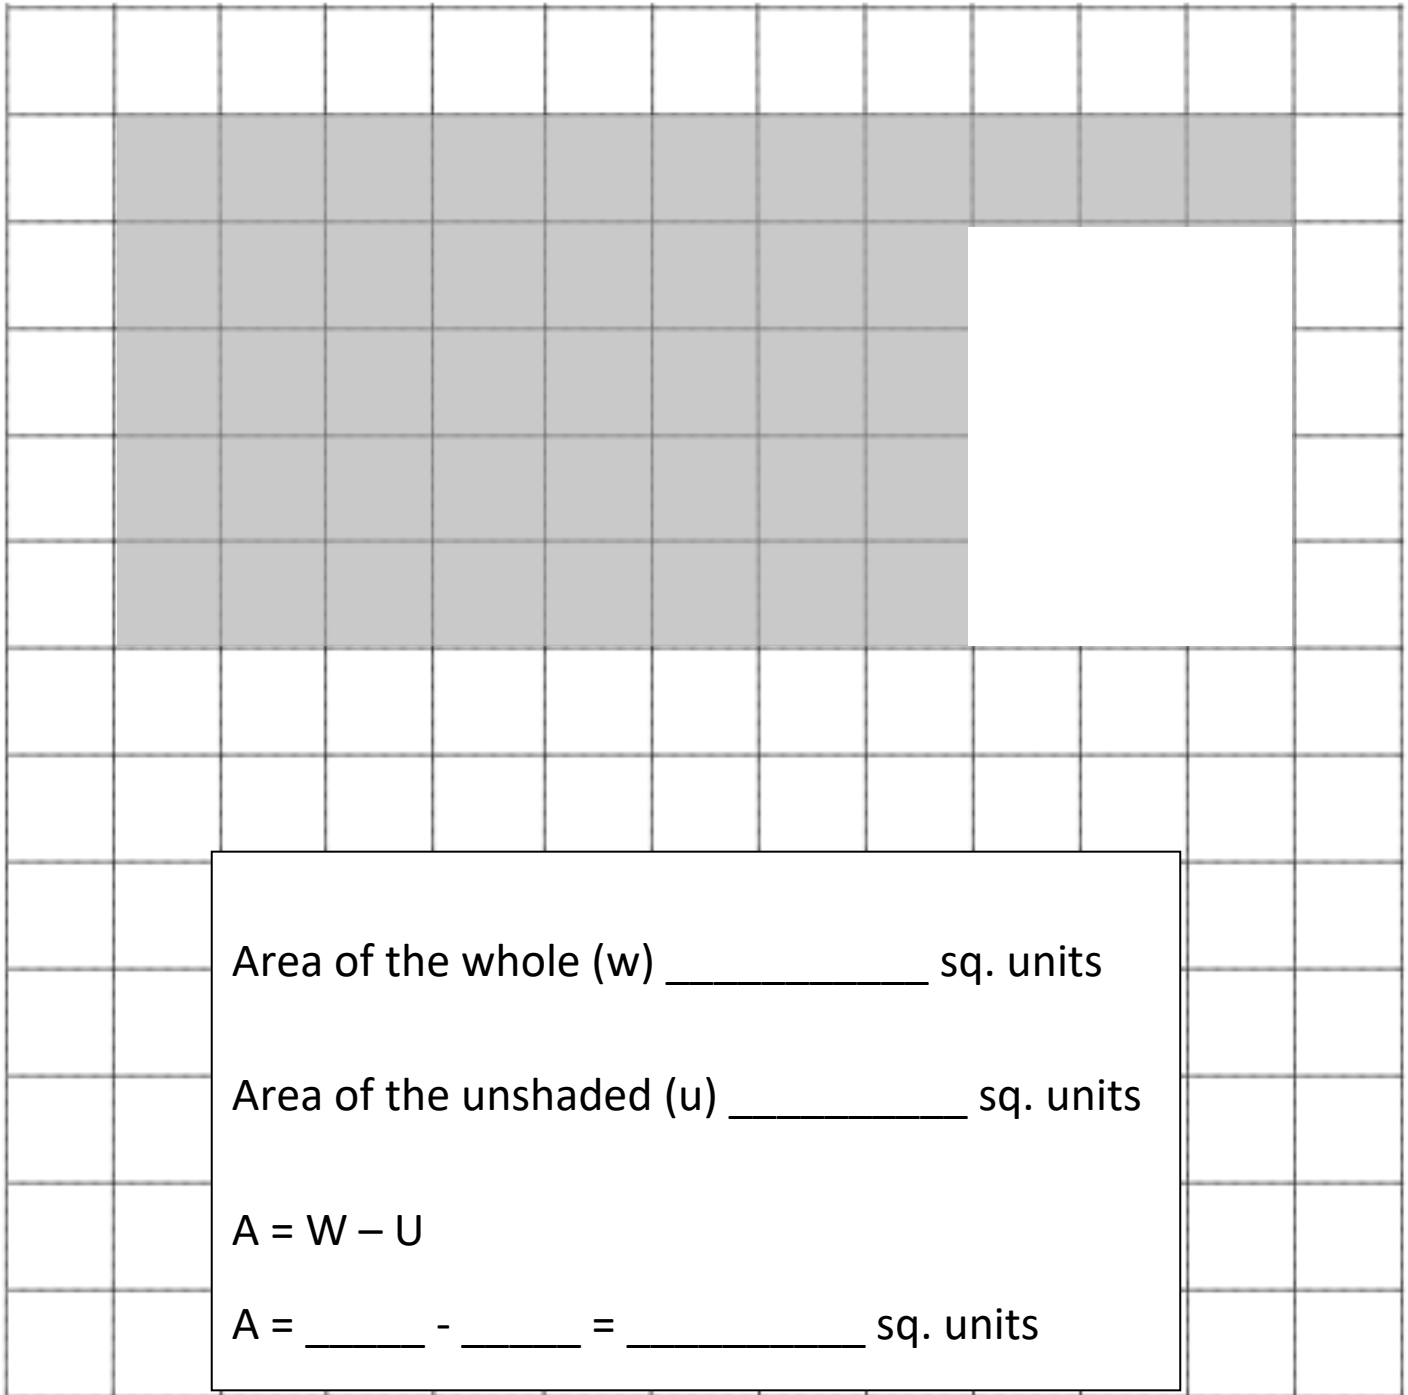 Area of the whole (w) ___________ sq. units
Area of the unshaded (u) __________ sq. units
A = W – U
A = _____ - _____ = __________ sq. units